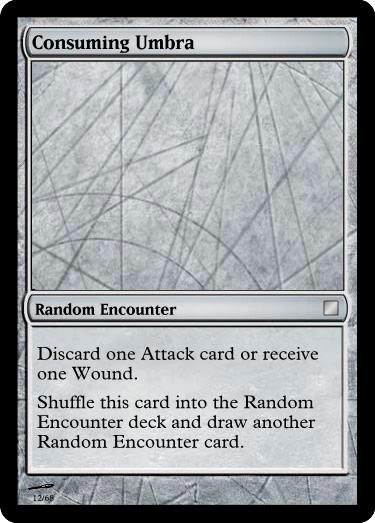 Consuming Umbra
Random Encounter
Discard one Attack card or receive
one Wound.
Shuffle this card into the Random
Encounter deck and draw another
Random Encounter card.
12/68